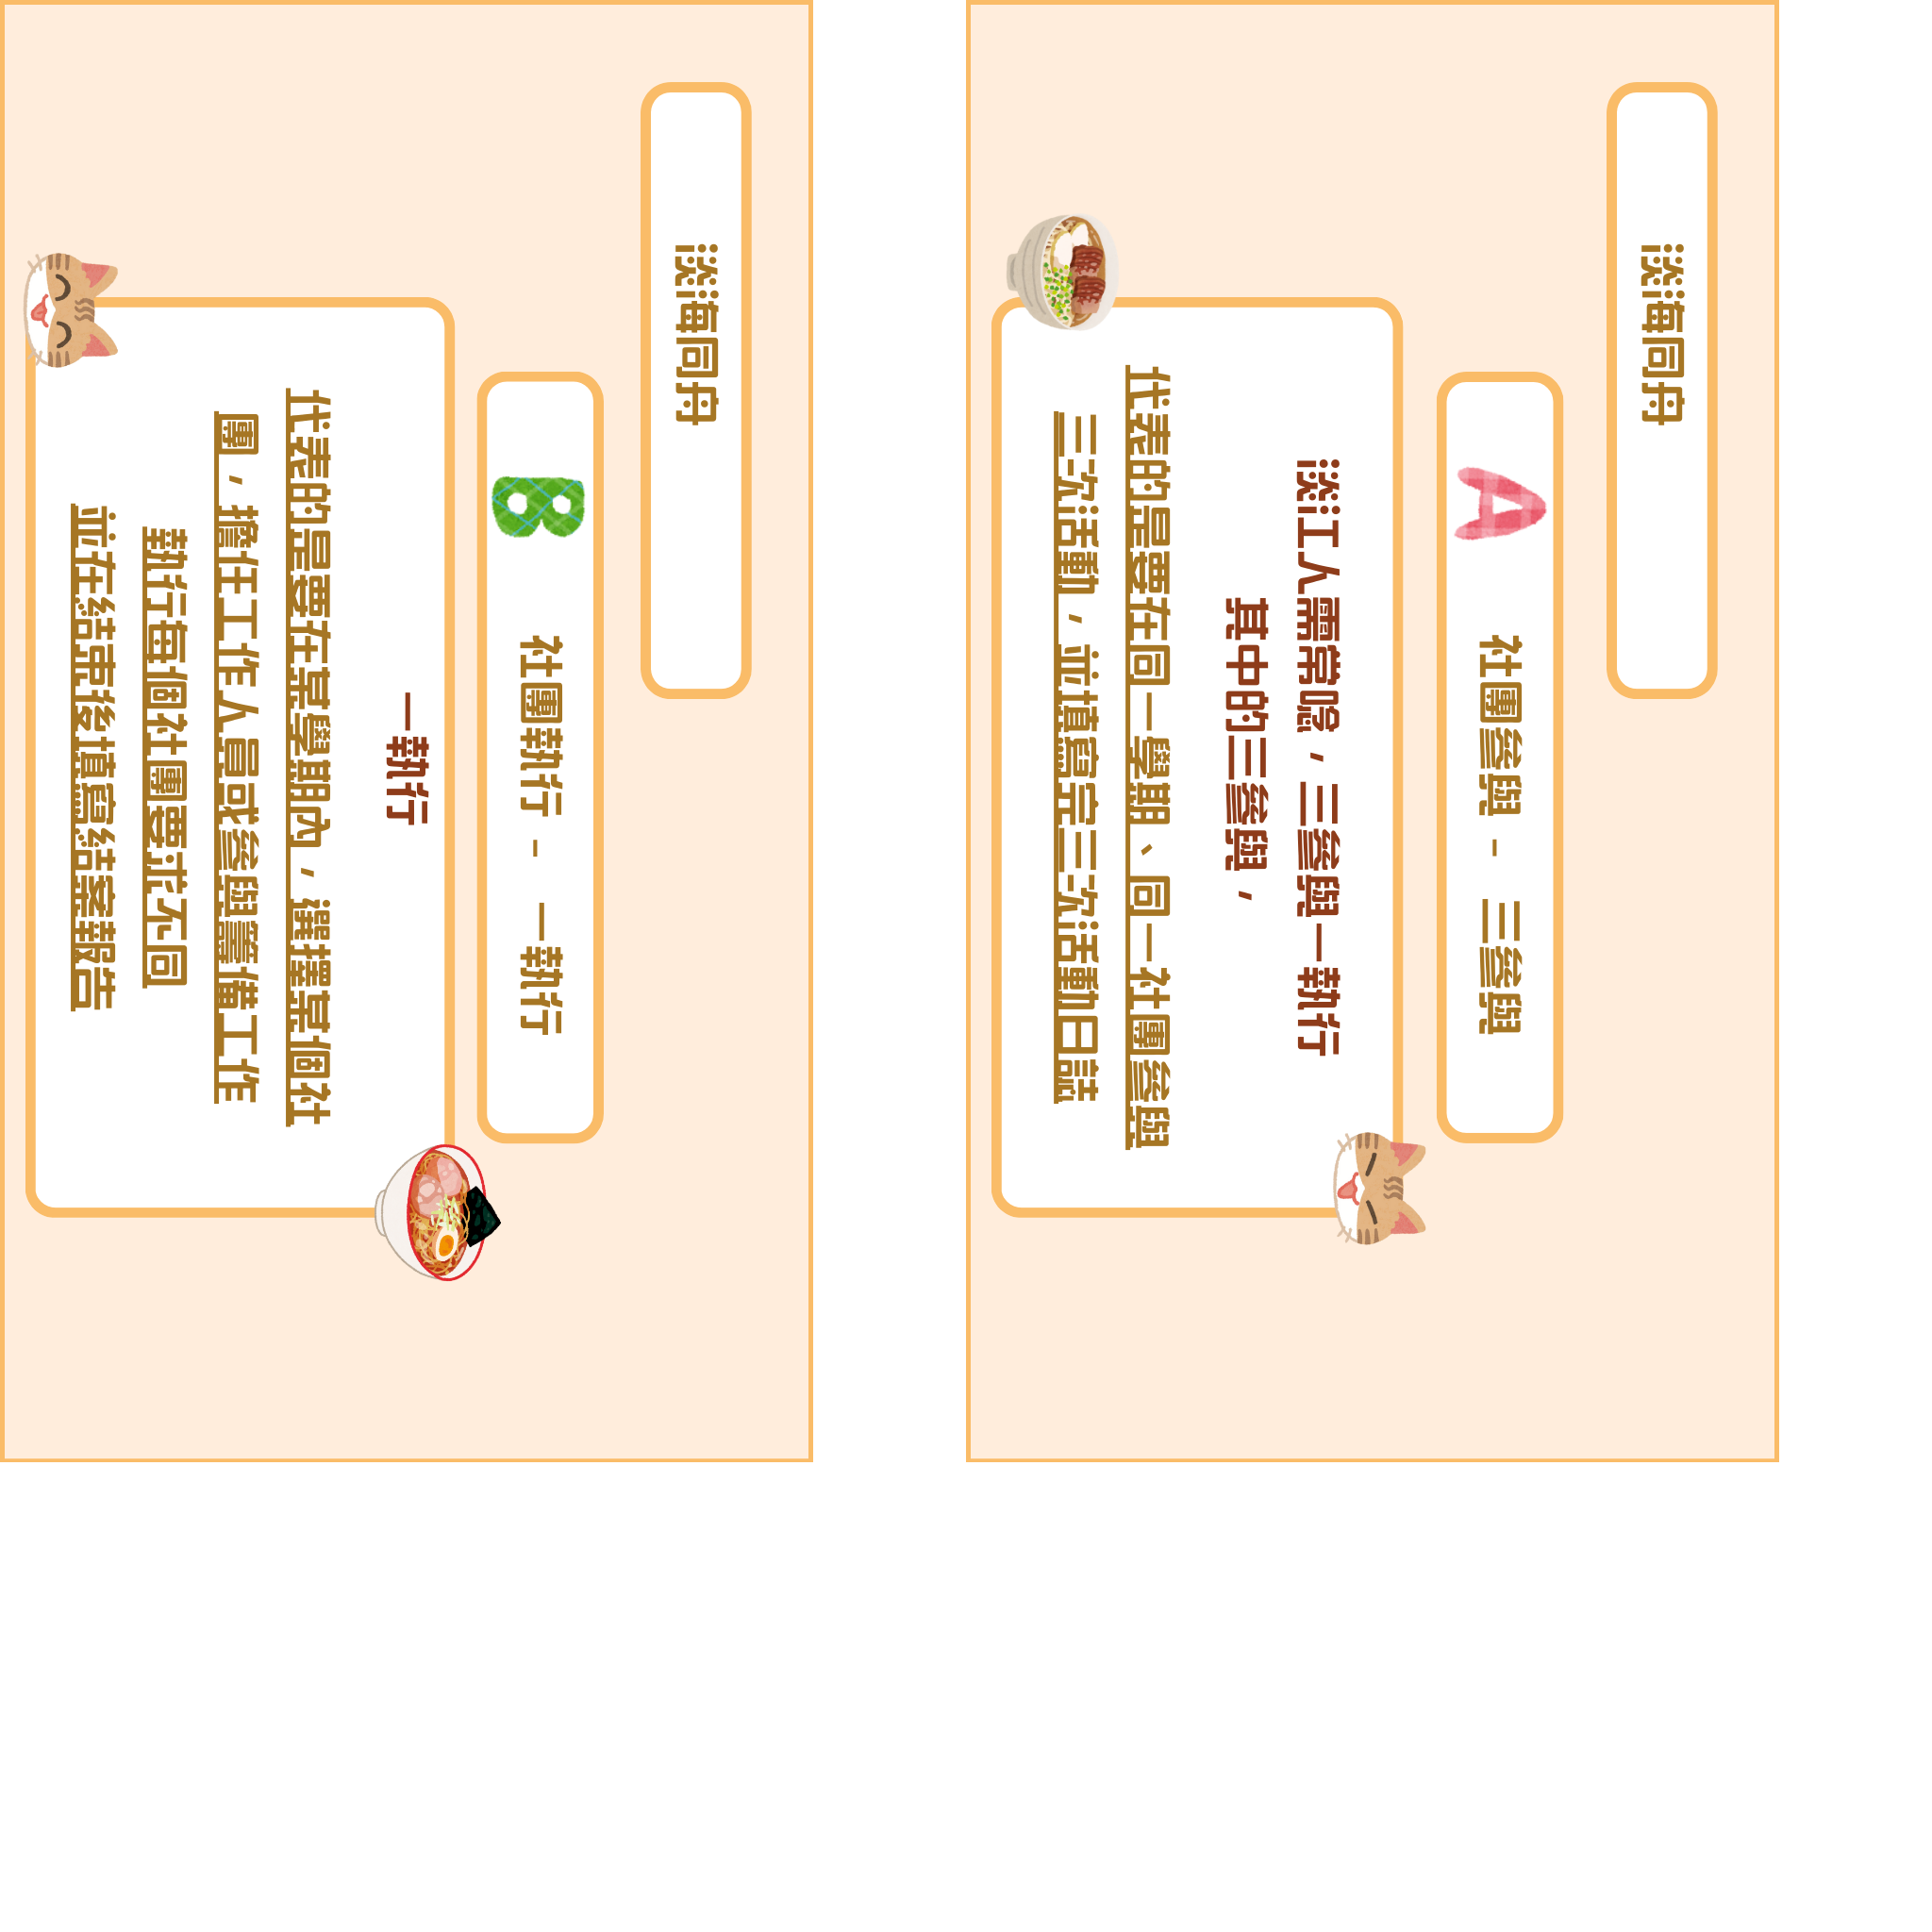 淡海同舟
A 社團參與 - 三參與
淡江人需常唸，三參與一執行
其中的三參與，
代表的是要在同一學期、同一社團參與
三次活動，並填寫完三次活動日誌
淡海同舟
B 社團執行 - 一執行
一執行
代表的是要在某學期內，選擇某個社
團，擔任工作人員或參與籌備工作
執行每個社團要求不同
並在結束後填寫結案報告